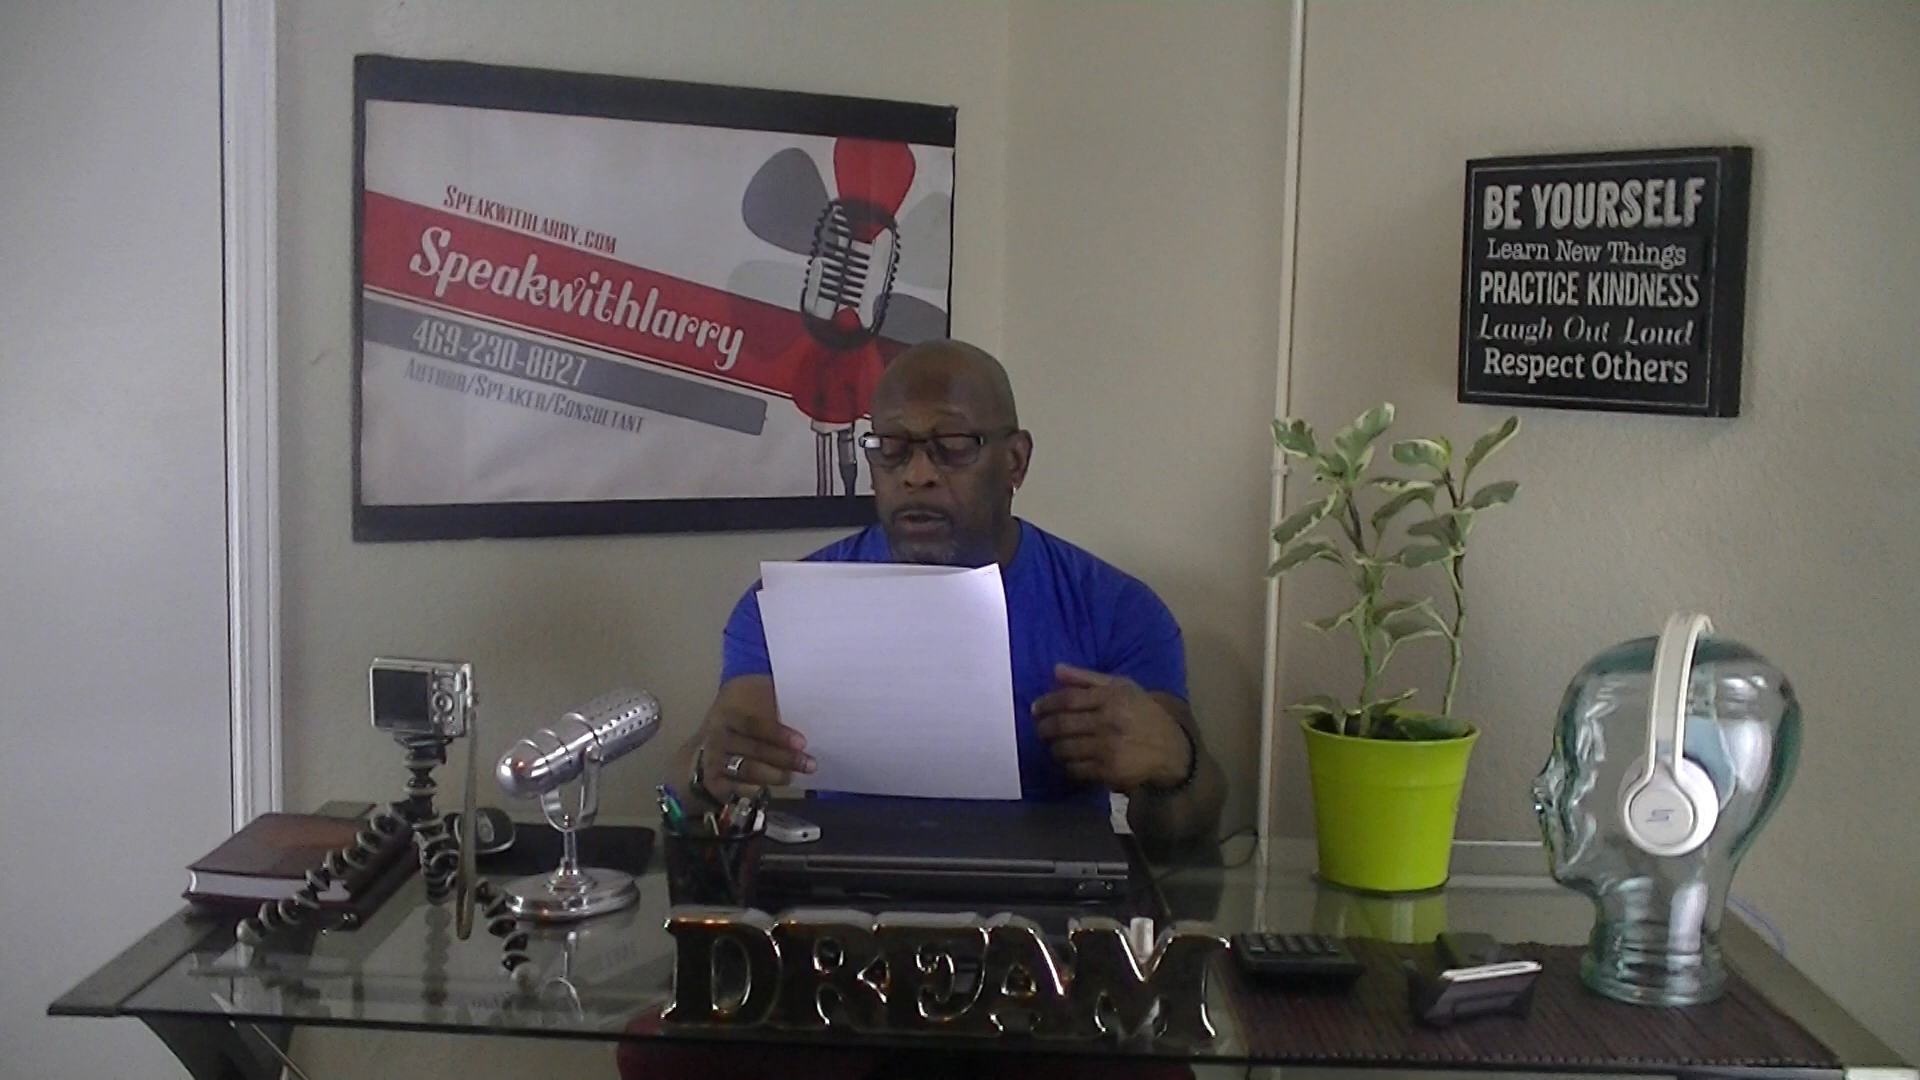 SPEAKWITHLARRY.COM
Speakwithlarry
469-230-8827
AUTHOR/SPEAKER/CONSULTANT
BE YOURSELF
Learn New Things
PRACTICE KINDNESS
Laugh Out Loud
Respect Others
DREAM